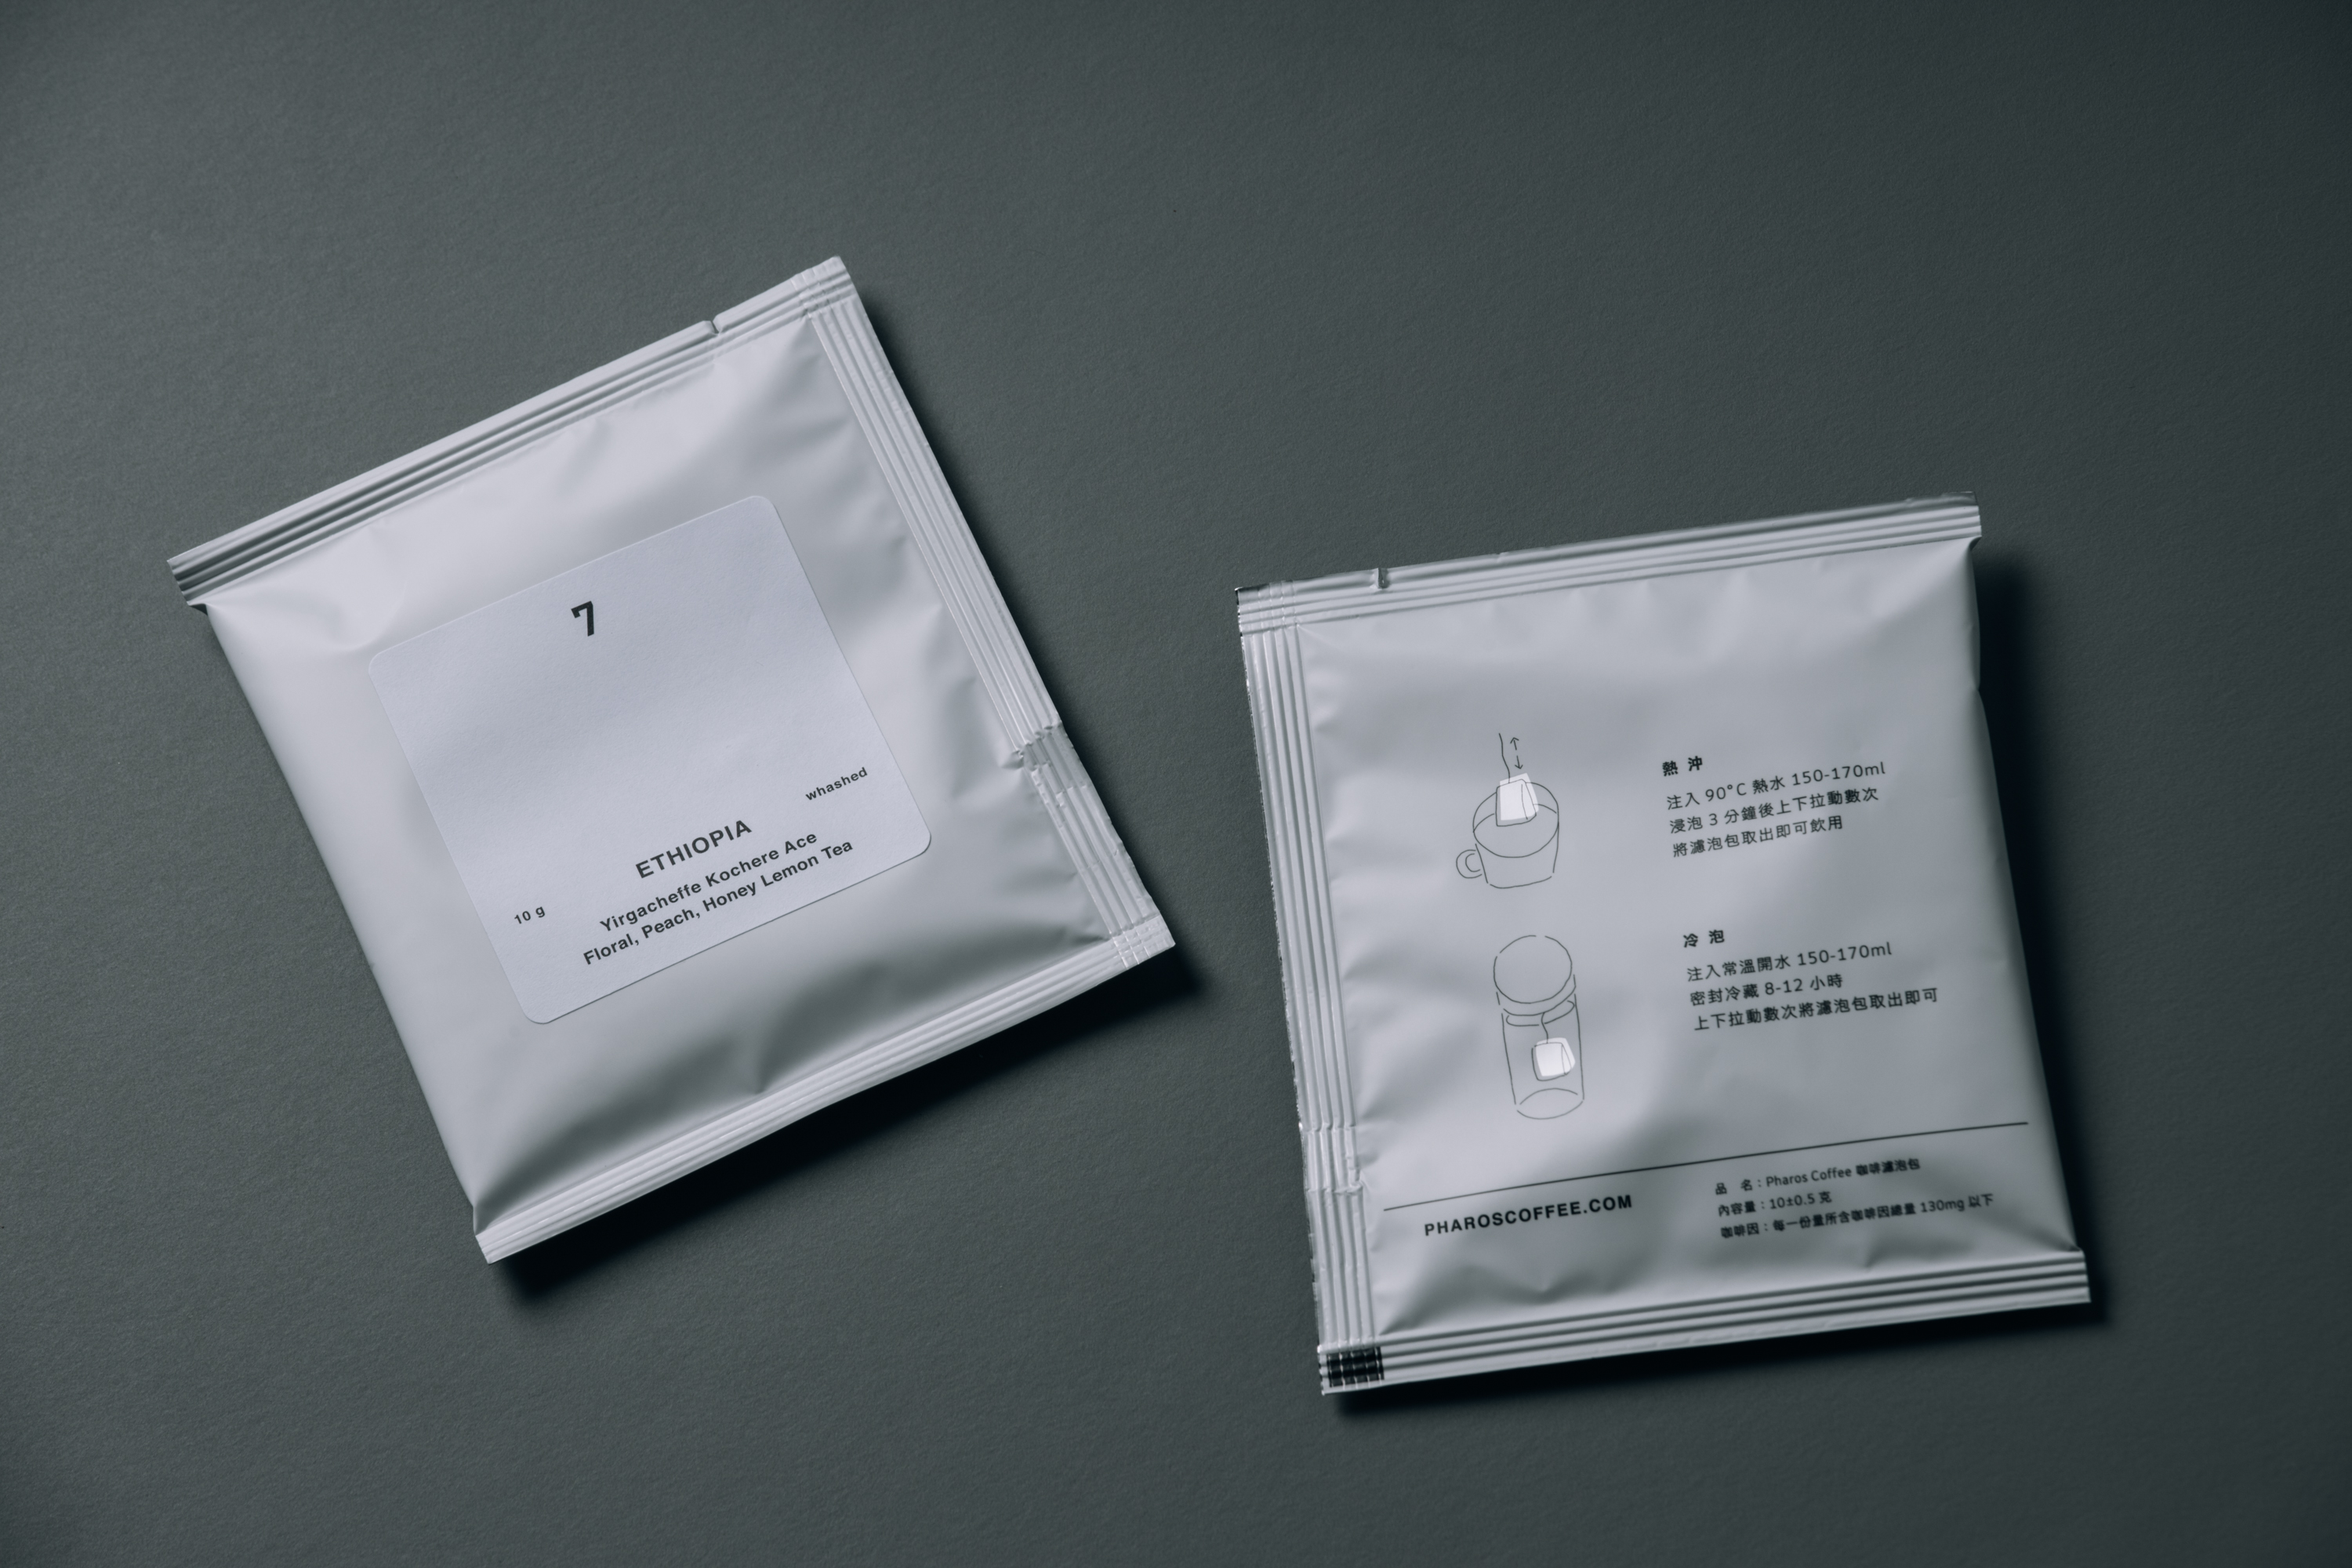 7
whashed
ETHIOPIA
10 g
Yirgacheffe Kochere Ace
Floral, Peach, Honey Lemon Tea
熱 沖
注入 90°C 熱水 150-170ml
浸泡 3 分鐘後上下拉動數次
將濾泡包取出即可飲用
冷 泡
注入常溫開水 150-170ml
密封冷藏 8-12 小時
上下拉動數次將濾泡包取出即可
PHAROSCOFFEE.COM
品　名：Pharos Coffee 咖啡濾泡包
內容量：10±0.5 克
咖啡因：每一份量所含咖啡因總量 130mg 以下